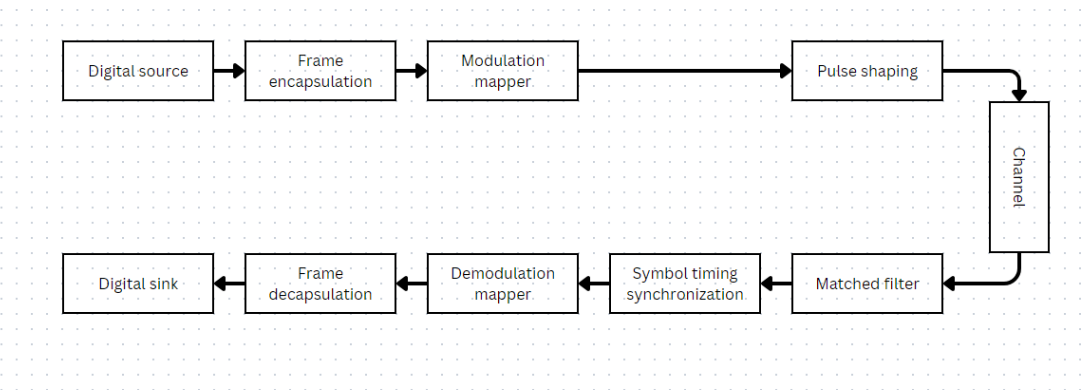 Digital source
Frame
encapsulation
Modulation
mapper
Pulse shaping
Channel
Digital sink
Frame
decapsulation
Demodulation
mapper
Symbol timing
synchronization
Matched filter